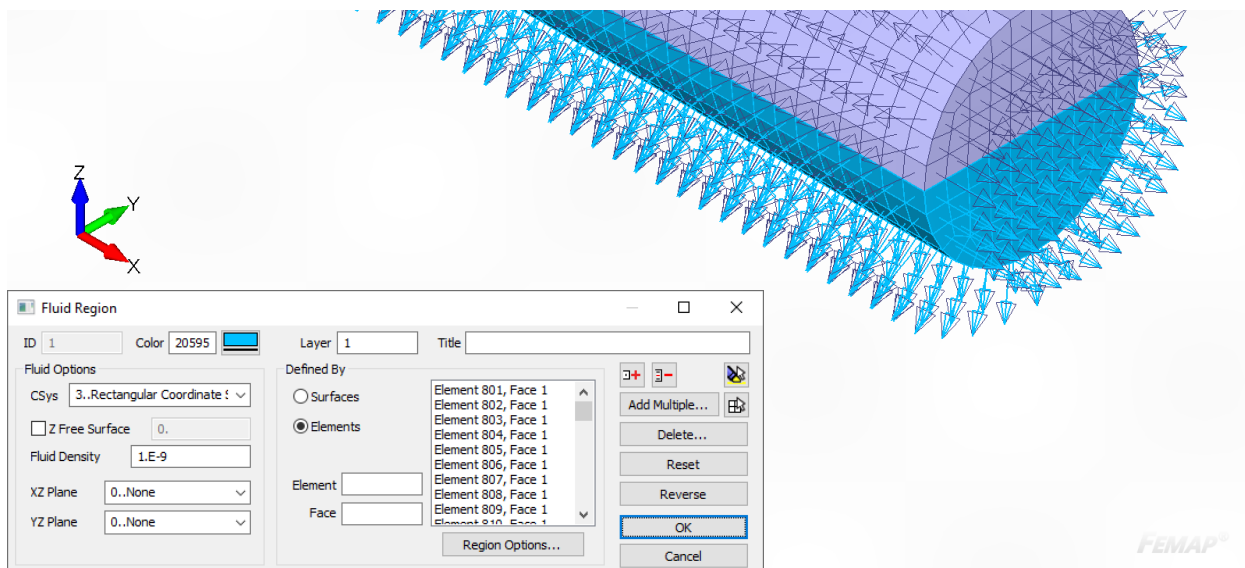 Z
Y
X
Fluid Region
ID 1 Color 20595 Layer 1 Title
Fluid Options
CSys 3..Rectangular Coordinate S
Z Free Surface 0.
Fluid Density 1.E-9
XZ Plane 0..None
YZ Plane 0..None
Defined By
Surfaces
Elements
Element
Face
Element 801, Face 1
Element 802, Face 1
Element 803, Face 1
Element 804, Face 1
Element 805, Face 1
Element 806, Face 1
Element 807, Face 1
Element 808, Face 1
Element 809, Face 1
Element 810, Face 1
Region Options...
Add Multiple...
Delete...
Reset
Reverse
OK
Cancel
FEMAP®